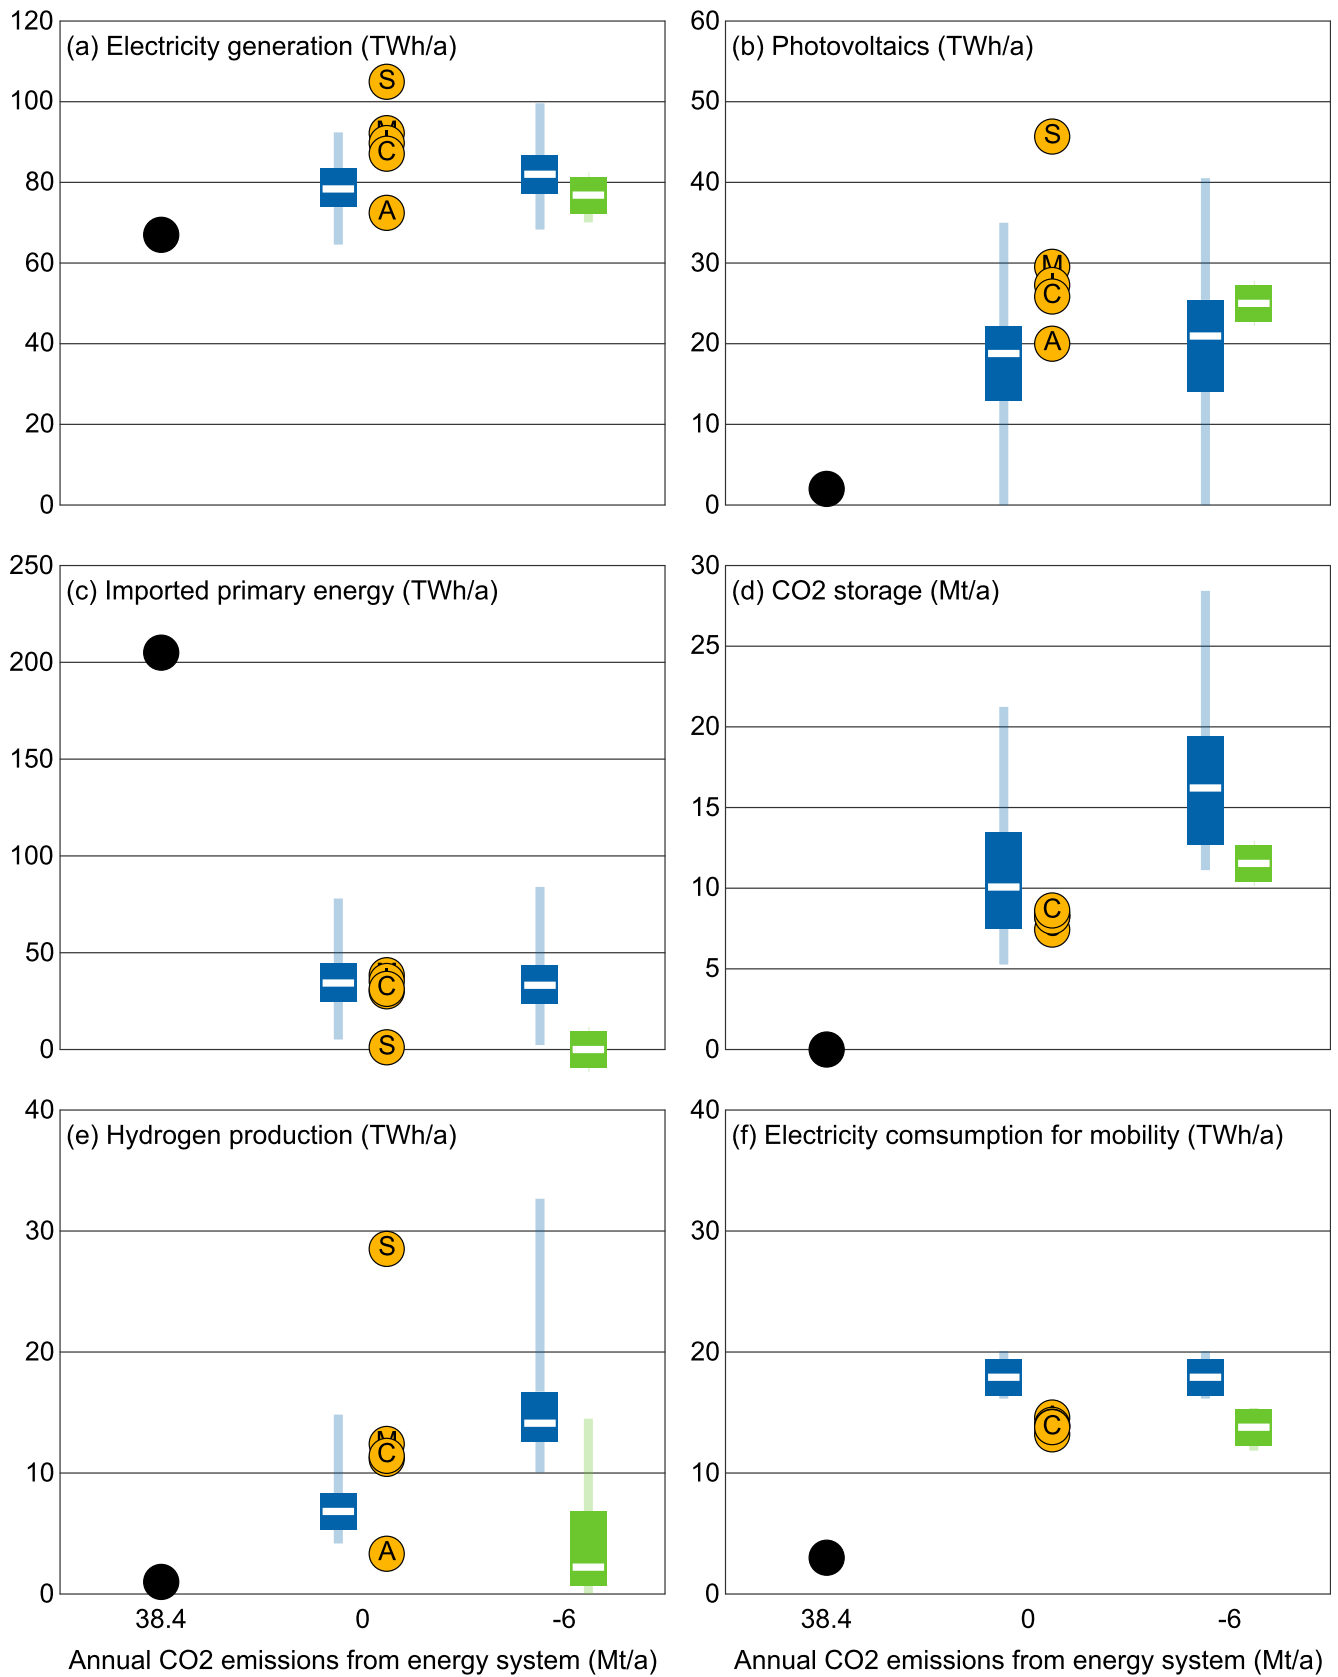 (a) Electricity generation (TWh/a)
120
100
80
60
40
20
0
S
M
C
A
(b) Photovoltaics (TWh/a)
60
50
40
30
20
10
0
S
M
C
A
(c) Imported primary energy (TWh/a)
250
200
150
100
50
0
C
S
(d) CO2 storage (Mt/a)
30
25
20
15
10
5
0
C
(e) Hydrogen production (TWh/a)
40
30
20
10
0
S
M
C
A
38.4
0
-6
Annual CO2 emissions from energy system (Mt/a)
(f) Electricity comsumption for mobility (TWh/a)
40
30
20
10
0
C
38.4
0
-6
Annual CO2 emissions from energy system (Mt/a)